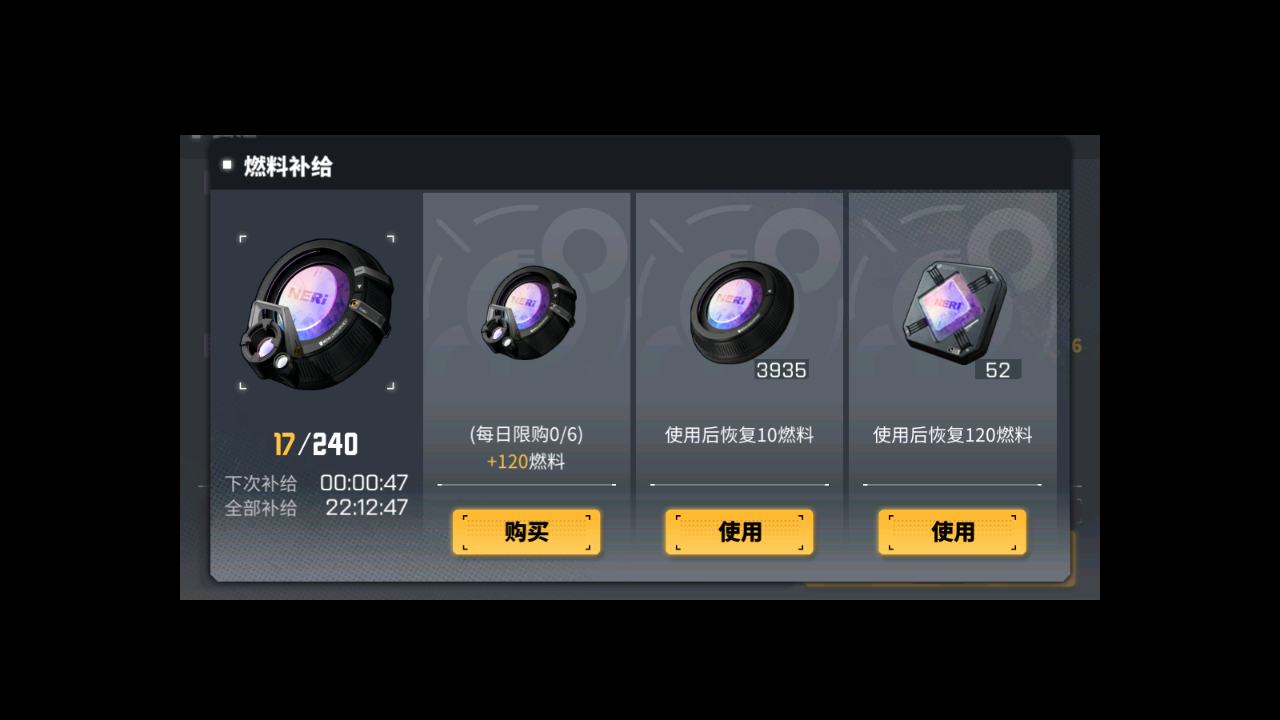 燃料补给
NERi
17/240
下次补给 00:00:47
全部补给 22:12:47
NERi
(每日限购0/6)
+120燃料
购买
NERi
3935
使用后恢复10燃料
使用
NERi
52
使用后恢复120燃料
使用
6